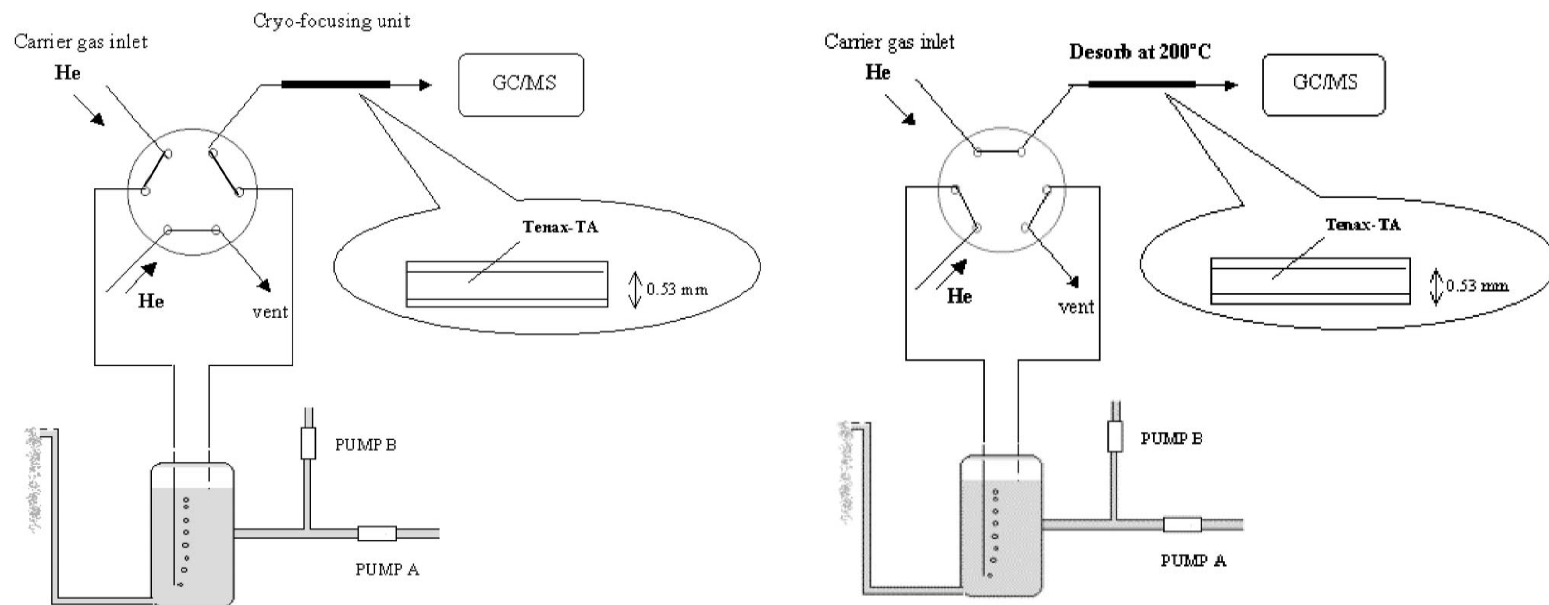 Cryo-focusing unit
Carrier gas inlet
He
GC/MS
Tenax-TA
0.53 mm
He
vent
PUMP B
PUMP A
Carrier gas inlet
He
Desorb at 200°C
GC/MS
Tenax-TA
0.53 mm
He
vent
PUMP B
PUMP A